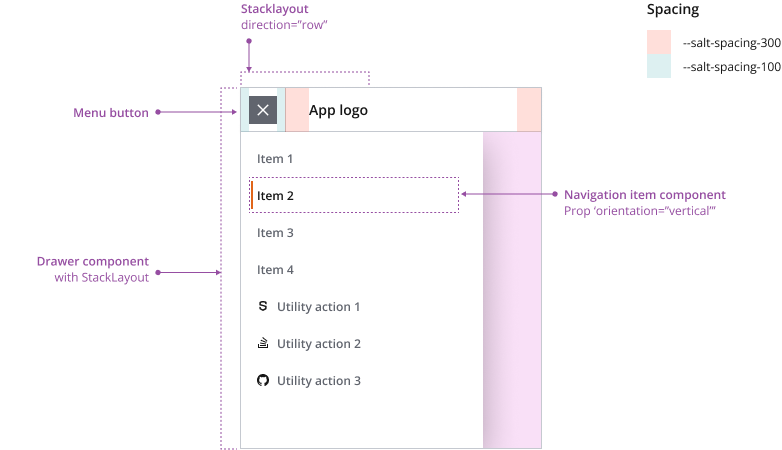 Stacklayout
direction=“row”
Spacing
--salt-spacing-300
--salt-spacing-100
Menu button
App logo
Item 1
Item 2
Navigation item component
Prop ‘orientation=“vertical”’
Item 3
Drawer component
with StackLayout
Item 4
Utility action 1
Utility action 2
Utility action 3